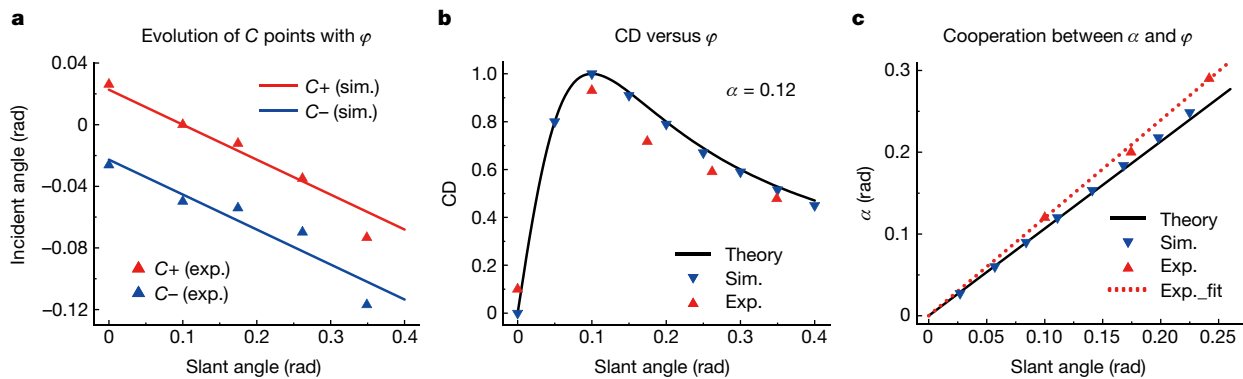 a
Evolution of C points with φ
0.04
0
−0.04
−0.08
−0.12
Incident angle (rad)
C+ (sim.)
C− (sim.)
C+ (exp.)
C− (exp.)
0
0.1
0.2
0.3
0.4
Slant angle (rad)
b
CD versus φ
1.0
0.8
0.6
0.4
0.2
0
CD
α = 0.12
Theory
Sim.
Exp.
0
0.1
0.2
0.3
0.4
Slant angle (rad)
c
Cooperation between α and φ
0.3
0.2
0.1
0
α (rad)
Theory
Sim.
Exp.
Exp._fit
0
0.05
0.10
0.15
0.20
0.25
Slant angle (rad)